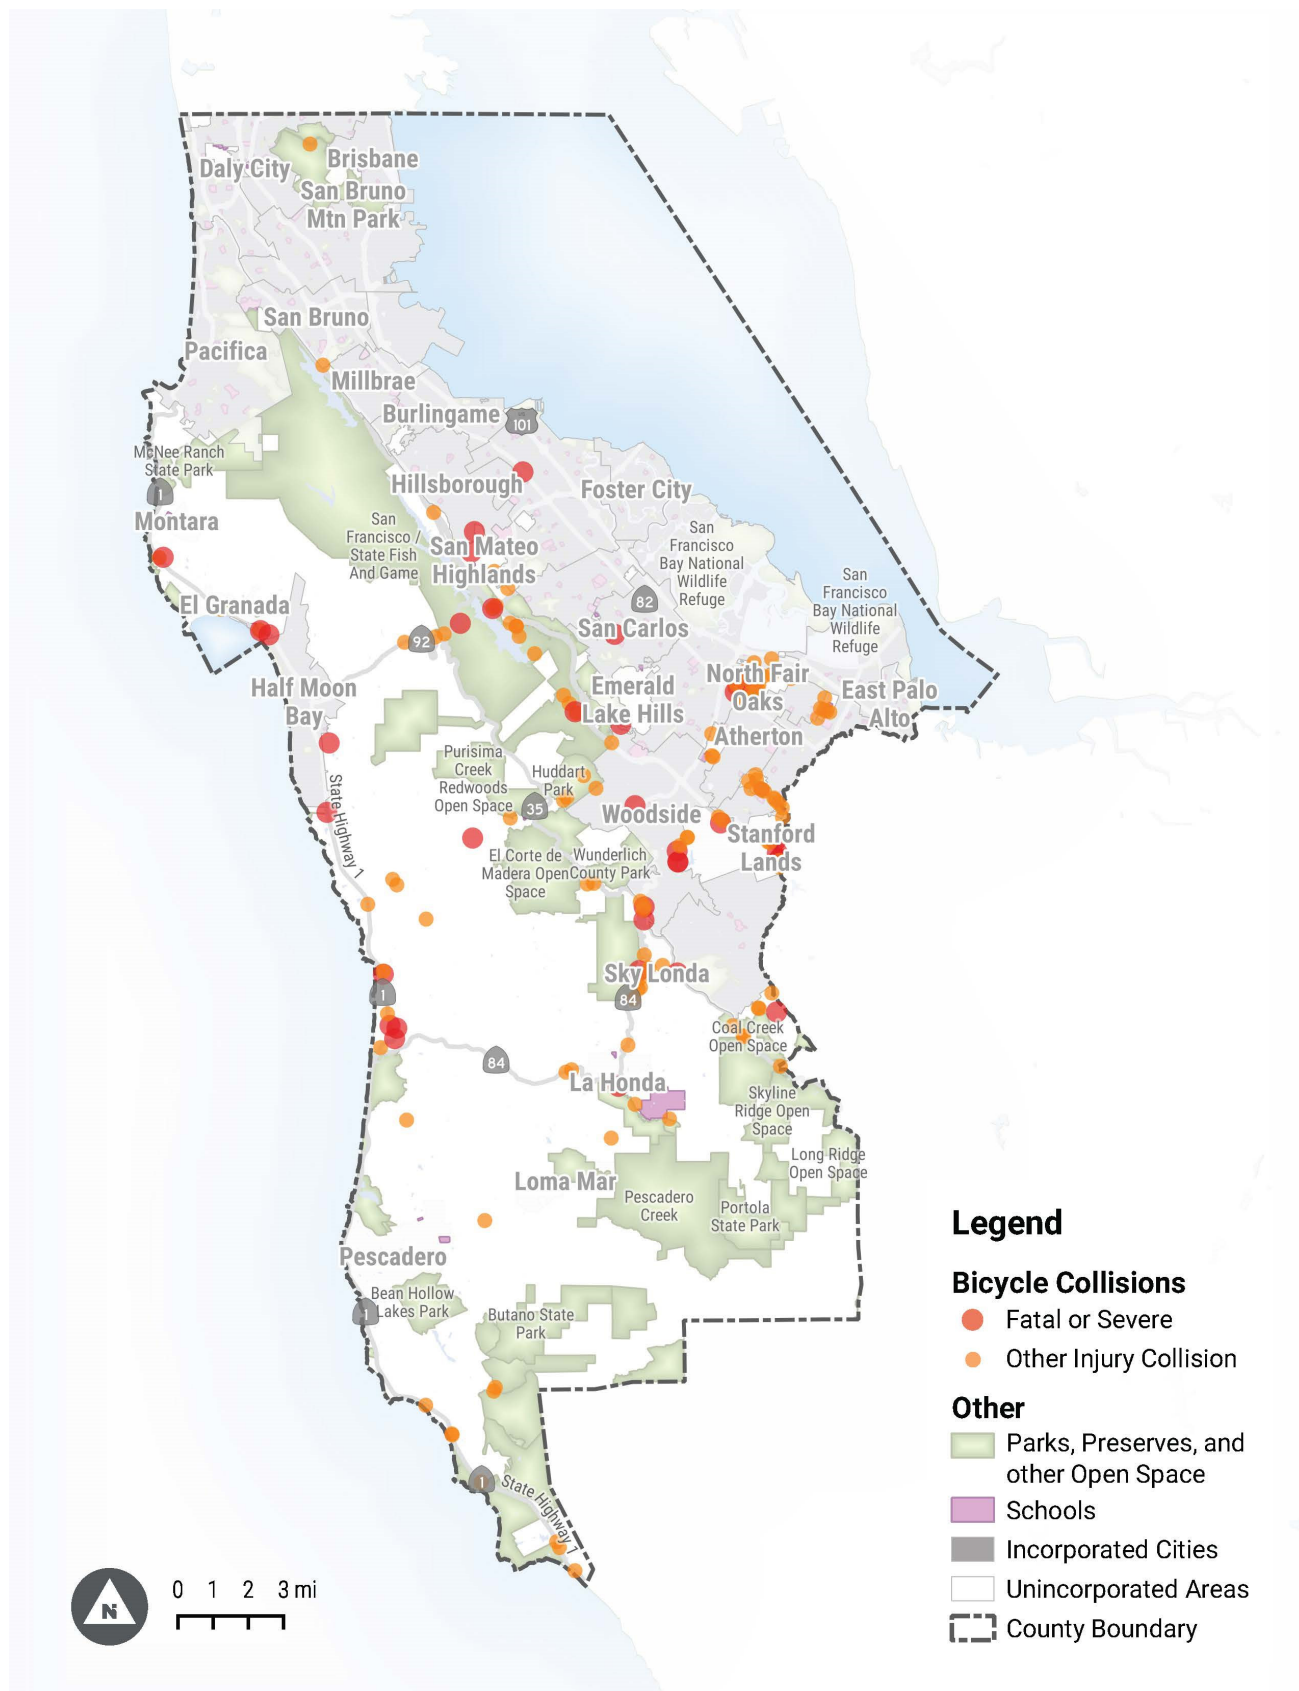 Daly City
Brisbane
San Bruno
Mtn Park
San Bruno
Pacifica
Millbrae
Burlingame
101
McNee Ranch
State Park
1
Hillsborough
Foster City
Montara
San
Francisco /
State Fish
And Game
San Mateo
Highlands
San
Francisco
Bay National
Wildlife
Refuge
San
Francisco
Bay National
Wildlife
Refuge
El Granada
82
San Carlos
92
North Fair
Oaks
East Palo
Alto
Half Moon
Bay
Emerald
Lake Hills
Atherton
Purisima
Creek
Redwoods
Open Space
Huddart
Park
35
State Highway 1
Woodside
Stanford
Lands
El Corte de
Madera Open
Space
Wunderlich
County Park
Sky Londa
1
84
Coal Creek
Open Space
84
La Honda
Skyline
Ridge Open
Space
Long Ridge
Open Space
Loma Mar
Pescadero
Creek
Portola
State Park
Pescadero
Bean Hollow
Lakes Park
1
Butano State
Park
1
State Highway 1
Legend
Bicycle Collisions
Fatal or Severe
Other Injury Collision
Other
Parks, Preserves, and
other Open Space
Schools
Incorporated Cities
Unincorporated Areas
County Boundary
N
0 1 2 3 mi